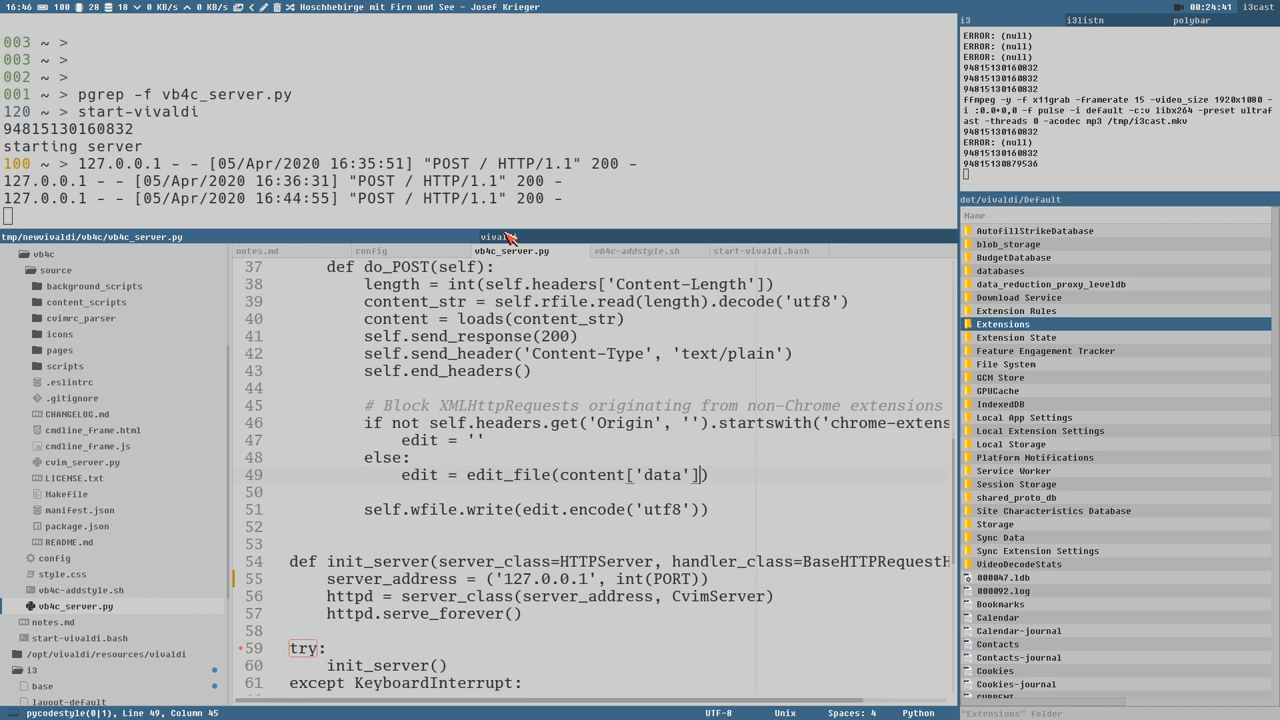 16:46 100 28 18 0 KB/s 0 KB/s Hoschhebirge mit Firn und See - Josef Krieger 00:24:41 i3cast
003 ~ >
003 ~ >
002 ~ >
001 ~ > pgrep -f vb4c_server.py
120 ~ > start-vivaldi
94815130160832
starting server
100 ~ > 127.0.0.1 - - [05/Apr/2020 16:35:51] "POST / HTTP/1.1" 200 -
127.0.0.1 - - [05/Apr/2020 16:36:31] "POST / HTTP/1.1" 200 -
127.0.0.1 - - [05/Apr/2020 16:44:55] "POST / HTTP/1.1" 200 -
i3 i3listn polybar
ERROR: (null)
ERROR: (null)
ERROR: (null)
94815130160832
94815130160832
94815130160832
ffmpeg -y -f x11grab -framerate 15 -video_size 1920x1080 -
i :0.0+0,0 -f pulse -i default -c:v libx264 -preset ultraf
ast -threads 0 -acodec mp3 /tmp/i3cast.mkv
94815130160832
ERROR: (null)
94815130160832
94815130879536
tmp/newvivaldi/vb4c/vb4c_server.py
vb4c
source
background_scripts
content_scripts
cvimrc_parser
icons
pages
scripts
.eslintrc
.gitignore
CHANGELOG.md
cmdline_frame.html
cmdline_frame.js
cvim_server.py
LICENSE.txt
Makefile
manifest.json
package.json
README.md
config
style.css
vb4c-addstyle.sh
vb4c_server.py
notes.md
start-vivaldi.bash
/opt/vivaldi/resources/vivaldi
i3
base
layout-default
notes.md config vb4c_server.py vb4c-addstyle.sh start-vivaldi.bash
37 def do_POST(self):
38 length = int(self.headers['Content-Length'])
39 content_str = self.rfile.read(length).decode('utf8')
40 content = loads(content_str)
41 self.send_response(200)
42 self.send_header('Content-Type', 'text/plain')
43 self.end_headers()
44
45 # Block XMLHttpRequests originating from non-Chrome extensions
46 if not self.headers.get('Origin', '').startswith('chrome-extens
47 edit = ''
48 else:
49 edit = edit_file(content['data'])
50
51 self.wfile.write(edit.encode('utf8'))
52
53
54 def init_server(server_class=HTTPServer, handler_class=BaseHTTPRequestH
55 server_address = ('127.0.0.1', int(PORT))
56 httpd = server_class(server_address, CvimServer)
57 httpd.serve_forever()
58
59 try:
60 init_server()
61 except KeyboardInterrupt:
pycodestyle(0|1), Line 49, Column 45 UTF-8 Unix Spaces: 4 Python
dot/vivaldi/Default
Name
AutofillStrikeDatabase
blob_storage
BudgetDatabase
databases
data_reduction_proxy_leveldb
Download Service
Extension Rules
Extensions
Extension State
Feature Engagement Tracker
File System
GCM Store
GPUCache
IndexedDB
Local App Settings
Local Extension Settings
Local Storage
Platform Notifications
Service Worker
Session Storage
shared_proto_db
Site Characteristics Database
Storage
Sync Data
Sync Extension Settings
VideoDecodeStats
000047.ldb
000092.log
Bookmarks
Calendar
Calendar-journal
Contacts
Contacts-journal
Cookies
Cookies-journal
CURRENT
"Extensions" folder